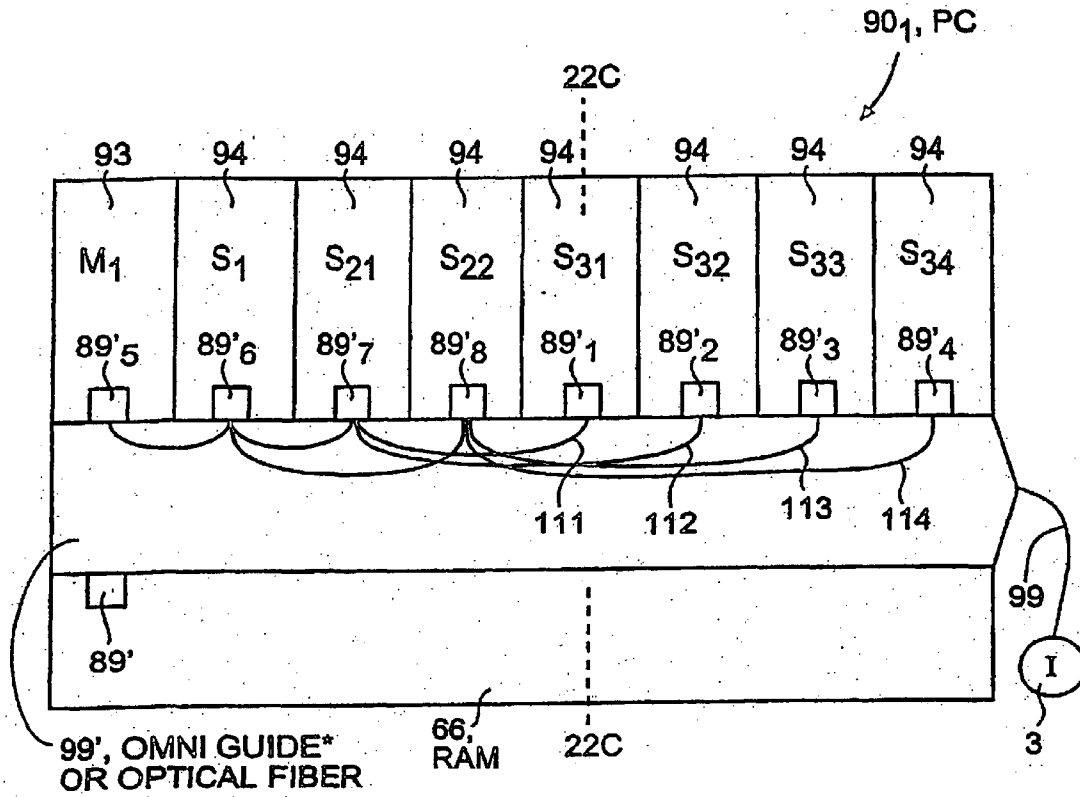 90₁, PC
22C
93 94 94 94 94 94 94 94
M₁ S₁ S₂₁ S₂₂ S₃₁ S₃₂ S₃₃ S₃₄
89'₅ 89'₆ 89'₇ 89'₈ 89'₁ 89'₂ 89'₃ 89'₄
111 112 113 114
99
89'
I
3
99', OMNI GUIDE*
OR OPTICAL FIBER
66,
RAM
22C